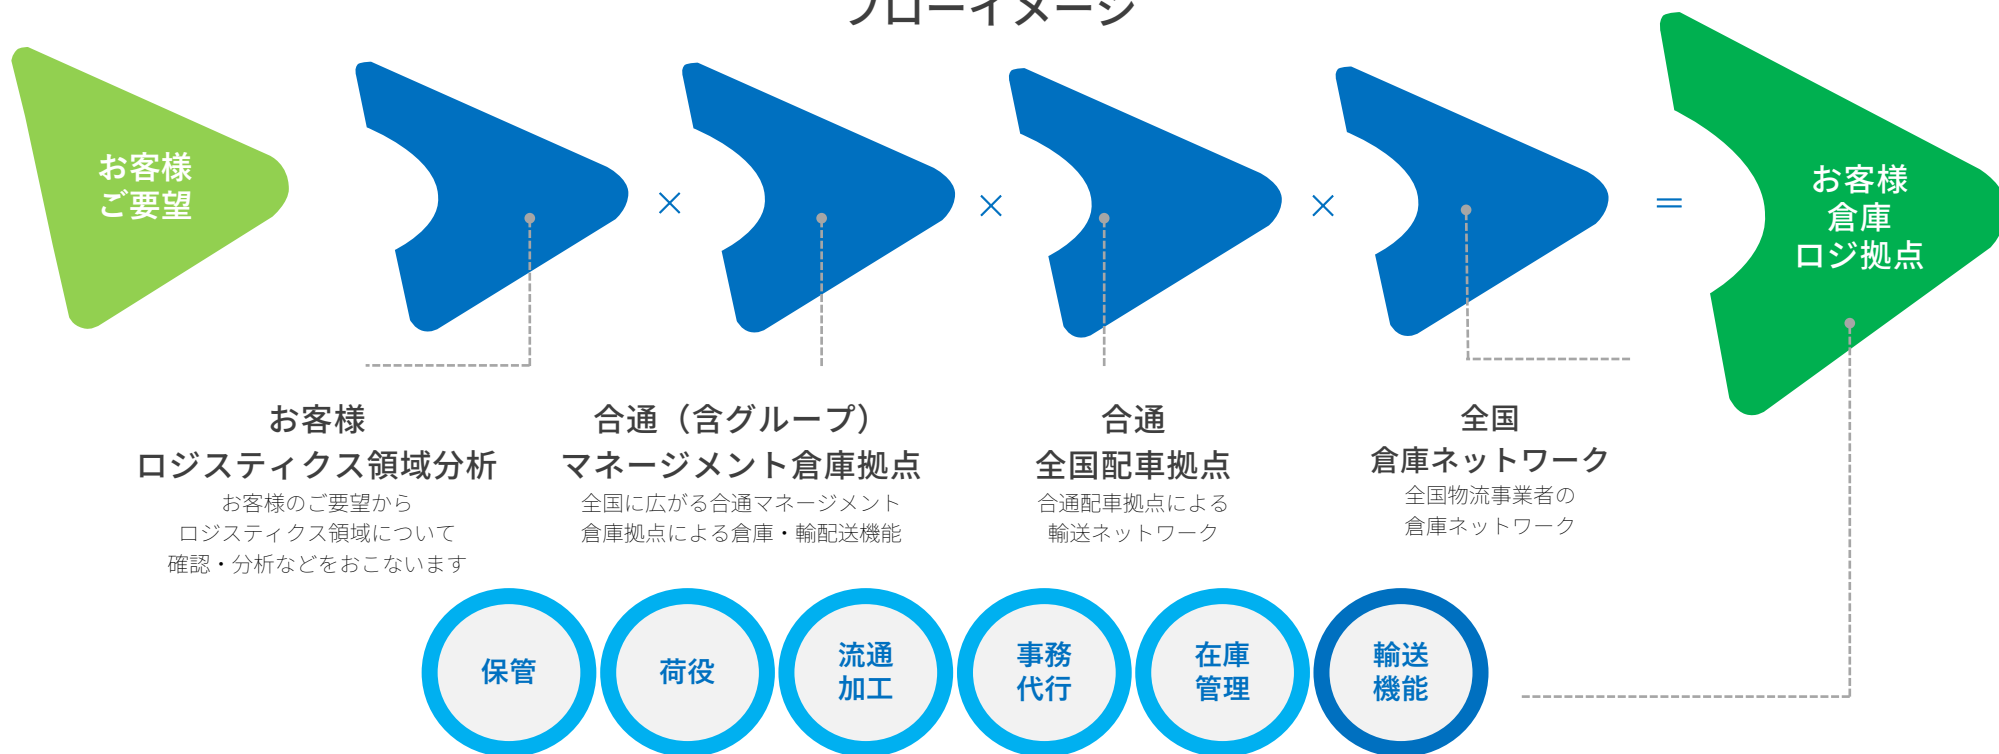 フローイメージ
お客様
ご要望
×
×
×
＝
お客様
倉庫
ロジ拠点
お客様
ロジスティクス領域分析
お客様のご要望から
ロジスティクス領域について
確認・分析などをおこないます
合通（含グループ）
マネージメント倉庫拠点
全国に広がる合通マネージメント
倉庫拠点による倉庫・輸配送機能
合通
全国配車拠点
合通配車拠点による
輸送ネットワーク
全国
倉庫ネットワーク
全国物流事業者の
倉庫ネットワーク
保管
荷役
流通
加工
事務
代行
在庫
管理
輸送
機能